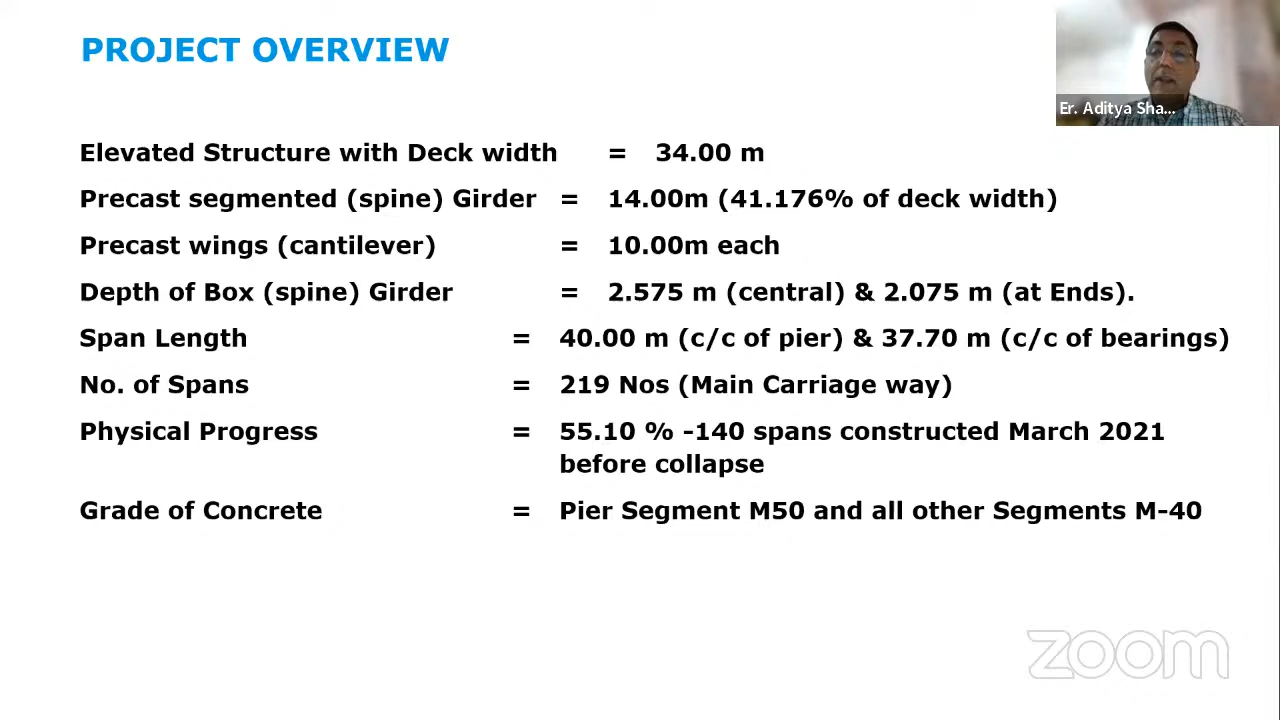 PROJECT OVERVIEW
Er. Aditya Sha...
Elevated Structure with Deck width = 34.00 m
Precast segmented (spine) Girder = 14.00m (41.176% of deck width)
Precast wings (cantilever) = 10.00m each
Depth of Box (spine) Girder = 2.575 m (central) & 2.075 m (at Ends).
Span Length = 40.00 m (c/c of pier) & 37.70 m (c/c of bearings)
No. of Spans = 219 Nos (Main Carriage way)
Physical Progress = 55.10 % -140 spans constructed March 2021
before collapse
Grade of Concrete = Pier Segment M50 and all other Segments M-40
zoom